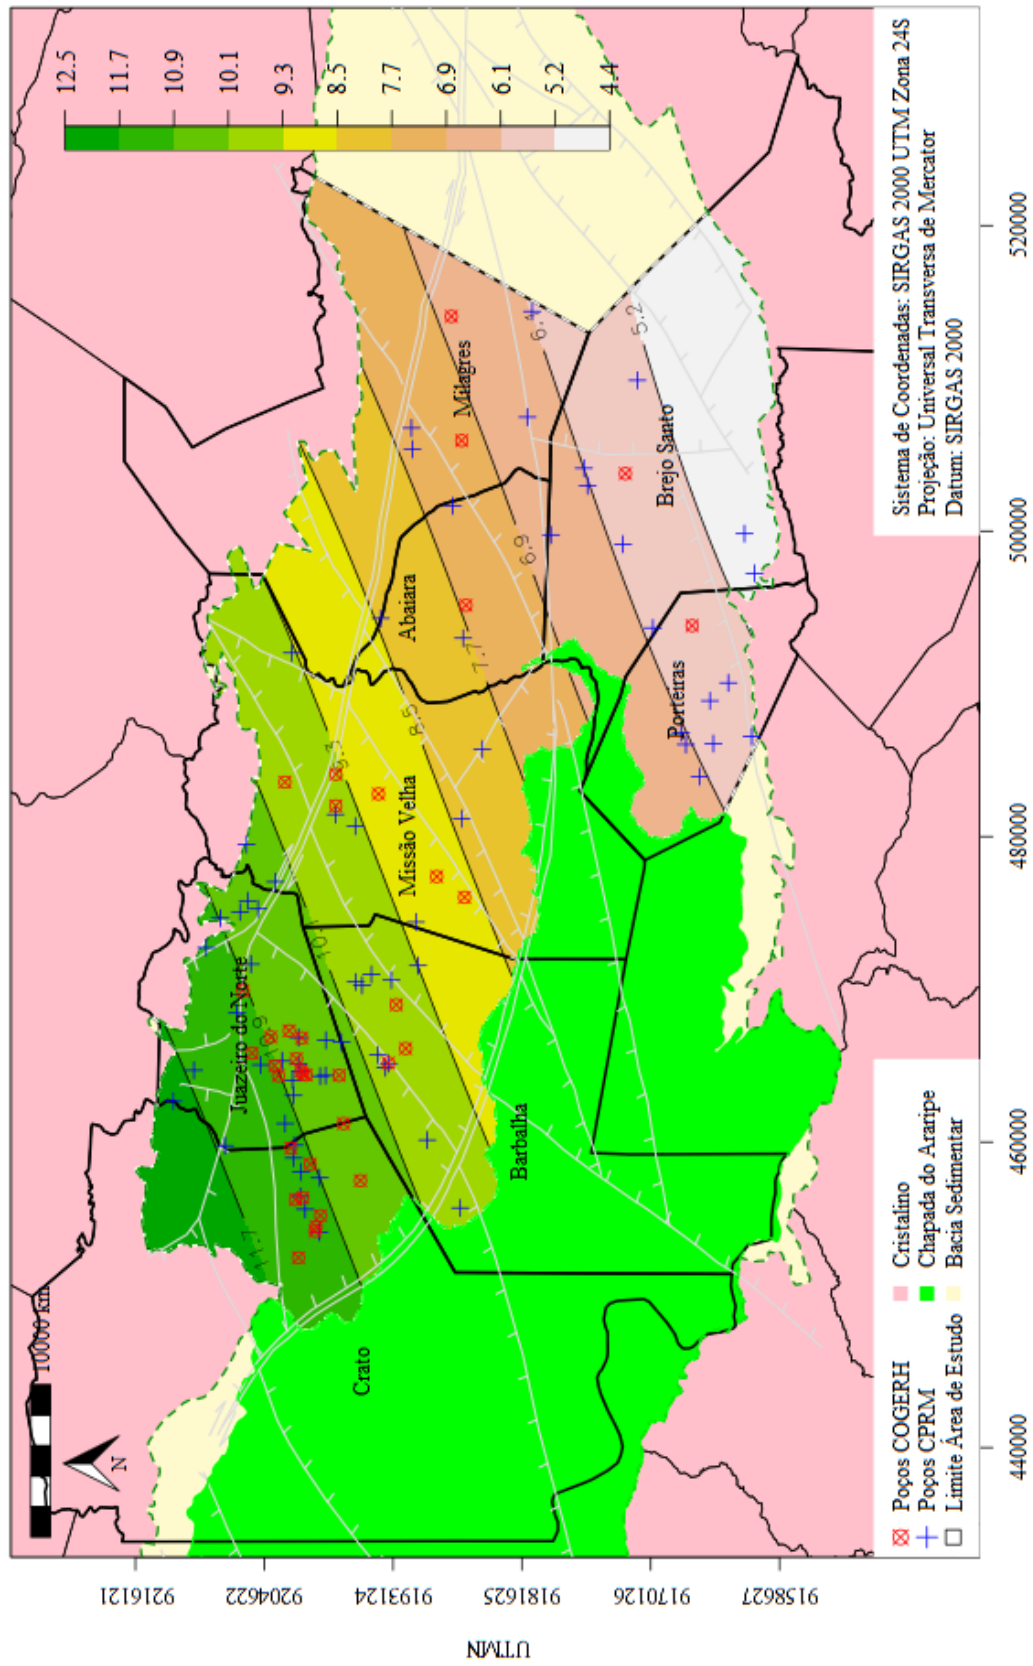 12.5
11.7
10.9
10.1
9.3
8.5
7.7
6.9
6.1
5.2
4.4
10000 km
N
Crato
Juazeiro do Norte
Barbalha
Missão Velha
Abaiara
Milagres
Brejo Santo
Porteiras
11.7
10.9
10.
9.3
8.5
7.7
6.9
6.
5.2
Poços COGERH
Poços CPRM
Limite Área de Estudo
Cristalino
Chapada do Araripe
Bacia Sedimentar
Sistema de Coordenadas: SIRGAS 2000 UTM Zona 24S
Projeção: Universal Transversa de Mercator
Datum: SIRGAS 2000
440000
460000
480000
500000
520000
9216121
9204622
9193124
9181625
9170126
9158627
UTMN